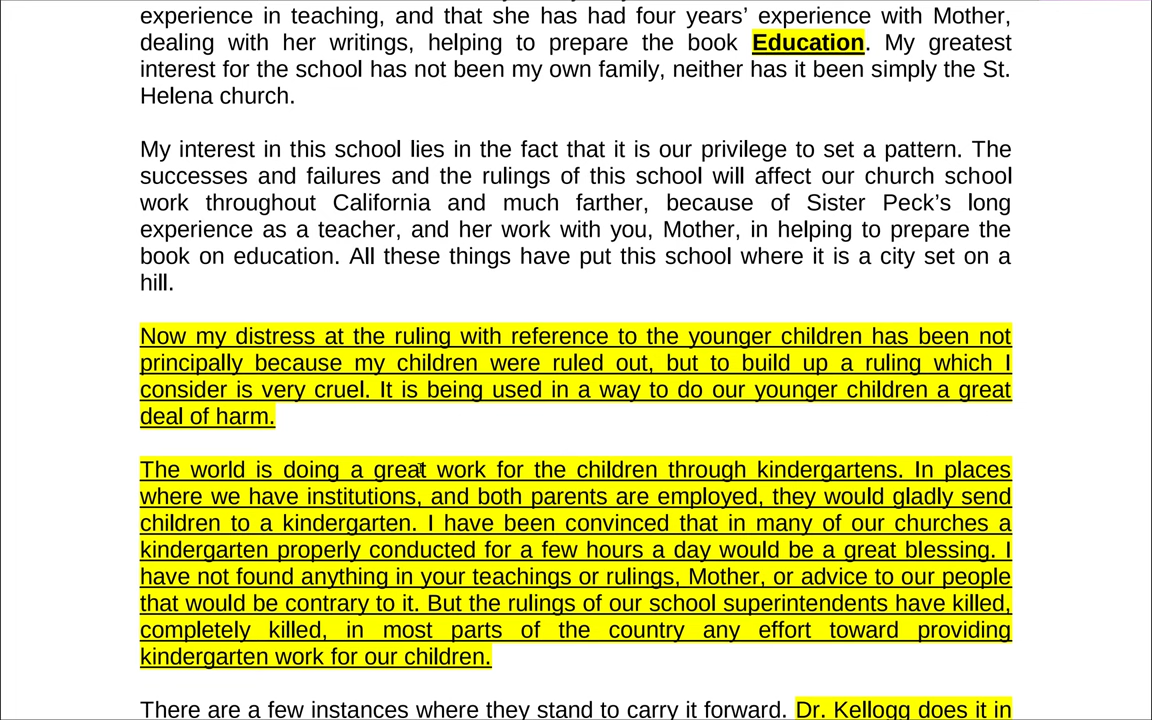 experience in teaching, and that she has had four years’ experience with Mother,
dealing with her writings, helping to prepare the book Education. My greatest
interest for the school has not been my own family, neither has it been simply the St.
Helena church.
My interest in this school lies in the fact that it is our privilege to set a pattern. The
successes and failures and the rulings of this school will affect our church school
work throughout California and much farther, because of Sister Peck’s long
experience as a teacher, and her work with you, Mother, in helping to prepare the
book on education. All these things have put this school where it is a city set on a
hill.
Now my distress at the ruling with reference to the younger children has been not
principally because my children were ruled out, but to build up a ruling which I
consider is very cruel. It is being used in a way to do our younger children a great
deal of harm.
The world is doing a great work for the children through kindergartens. In places
where we have institutions, and both parents are employed, they would gladly send
children to a kindergarten. I have been convinced that in many of our churches a
kindergarten properly conducted for a few hours a day would be a great blessing. I
have not found anything in your teachings or rulings, Mother, or advice to our people
that would be contrary to it. But the rulings of our school superintendents have killed,
completely killed, in most parts of the country any effort toward providing
kindergarten work for our children.
There are a few instances where they stand to carry it forward. Dr. Kellogg does it in